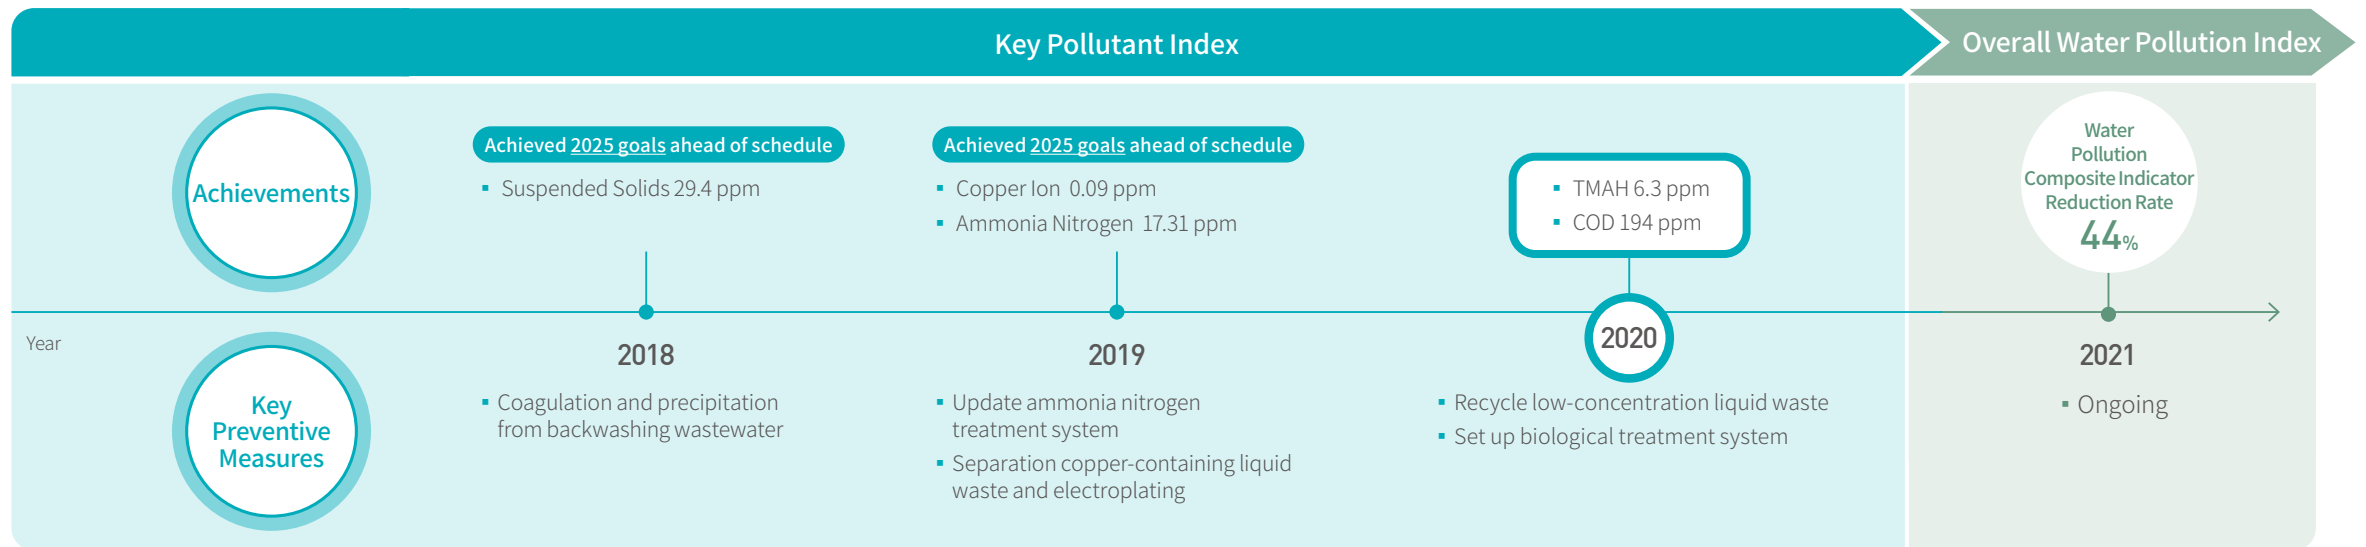 Key Pollutant Index
Overall Water Pollution Index
Achievements
Achieved 2025 goals ahead of schedule
▪ Suspended Solids 29.4 ppm
Achieved 2025 goals ahead of schedule
▪ Copper Ion 0.09 ppm
▪ Ammonia Nitrogen 17.31 ppm
▪ TMAH 6.3 ppm
▪ COD 194 ppm
Water
Pollution
Composite Indicator
Reduction Rate
44%
Year
2018
2019
2020
2021
Key
Preventive
Measures
▪ Coagulation and precipitation
from backwashing wastewater
▪ Update ammonia nitrogen
treatment system
▪ Separation copper-containing liquid
waste and electroplating
▪ Recycle low-concentration liquid waste
▪ Set up biological treatment system
▪ Ongoing